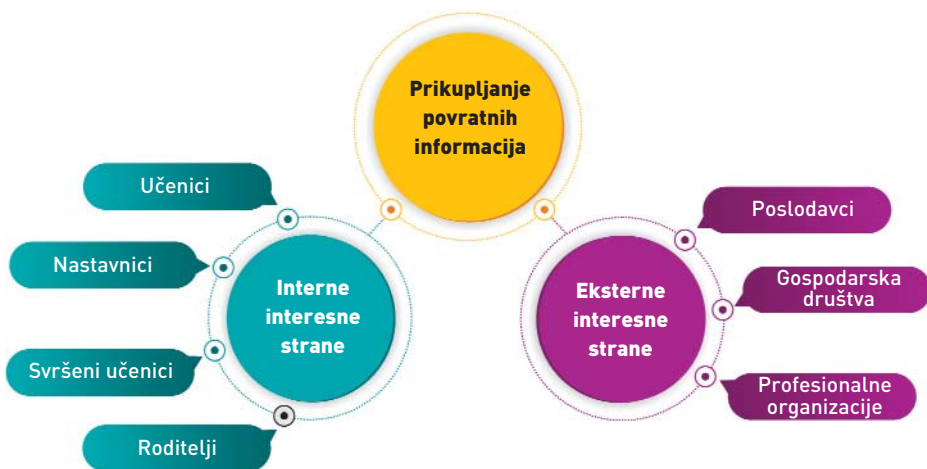 Prikupljanje
povratnih
informacija
Učenici
Nastavnici
Svršeni učenici
Roditelji
Interne
interesne
strane
Eksterne
interesne
strane
Poslodavci
Gospodarska
društva
Profesionalne
organizacije